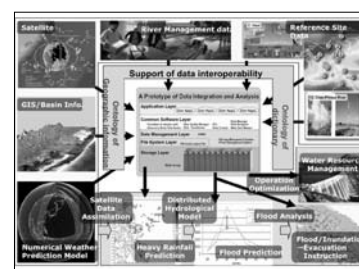 Satellite
River Management data
Reference Site
Data
Support of data interoperability
GIS/Basin Info.
Ontology of
Geographic information
A Prototype of Data Integration and Analysis
Application Layer
Common Software Layer
Data Management Layer
File System Layer
Storage Layer
Ontology of
dictionary
Water Resource
Management
Operation
Optimization
Satellite
Data
Assimilation
Distributed
Hydrological
Model
Flood Analysis
Numerical Weather
Prediction Model
Heavy Rainfall
Prediction
Flood Prediction
Flood/Inundation
Evacuation
Instruction